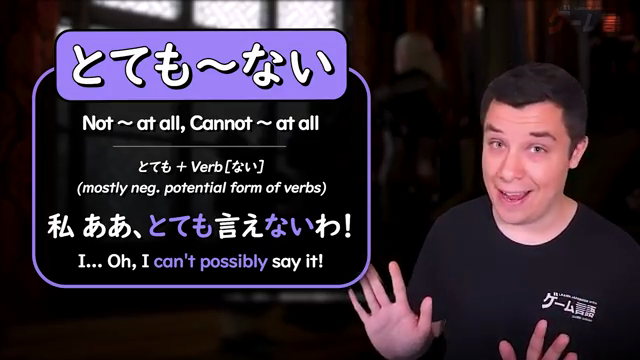 とても〜ない
Not ~ at all, Cannot ~ at all
とても + Verb[ない]
(mostly neg. potential form of verbs)
私 ああ、とても言えないわ！
I... Oh, I can't possibly say it!
ゲーム言語